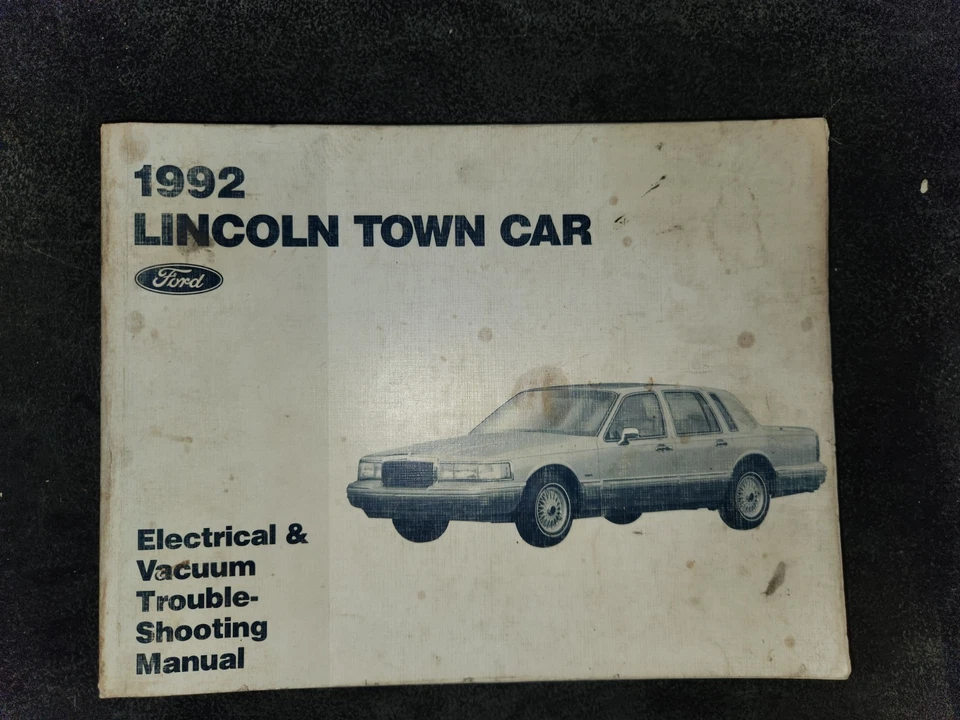 1992
LINCOLN TOWN CAR
Ford
Electrical &
Vacuum
Trouble-
Shooting
Manual